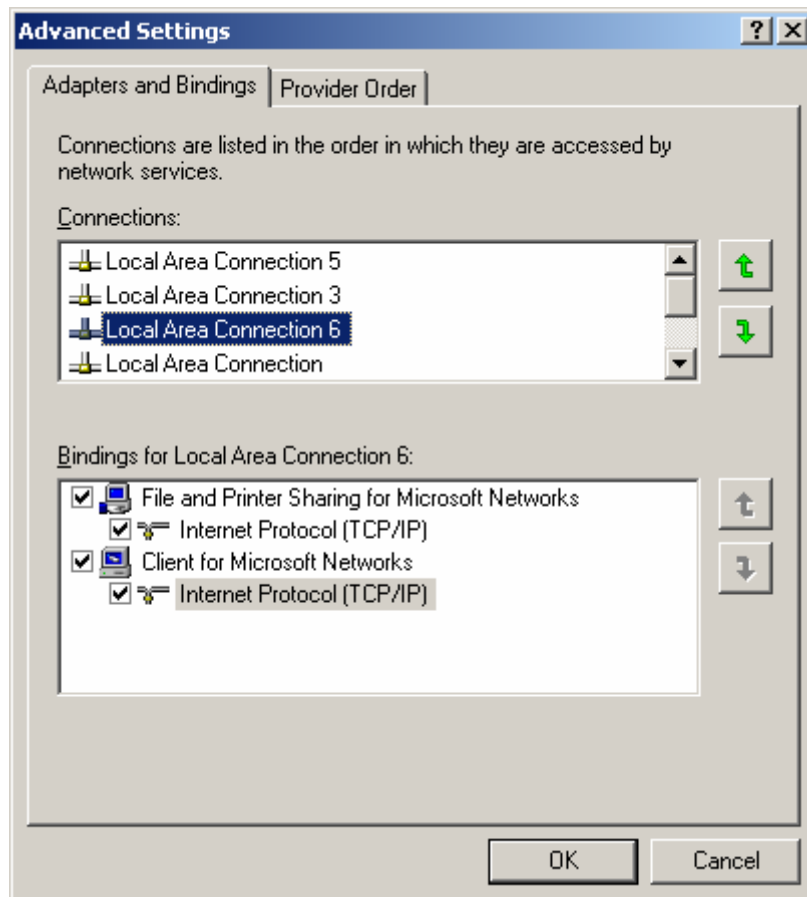 Advanced Settings
Adapters and Bindings
Provider Order
Connections are listed in the order in which they are accessed by
network services.
Connections:
Local Area Connection 5
Local Area Connection 3
Local Area Connection 6
Local Area Connection
Bindings for Local Area Connection 6:
File and Printer Sharing for Microsoft Networks
Internet Protocol (TCP/IP)
Client for Microsoft Networks
Internet Protocol (TCP/IP)
OK
Cancel